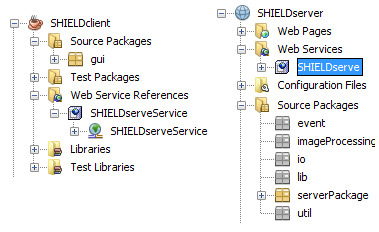 SHIELDclient
Source Packages
gui
Test Packages
Web Service References
SHIELDserveService
SHIELDserveService
Libraries
Test Libraries
SHIELDserver
Web Pages
Web Services
SHIELDserve
Configuration Files
Source Packages
event
imageProcessing
io
lib
serverPackage
util